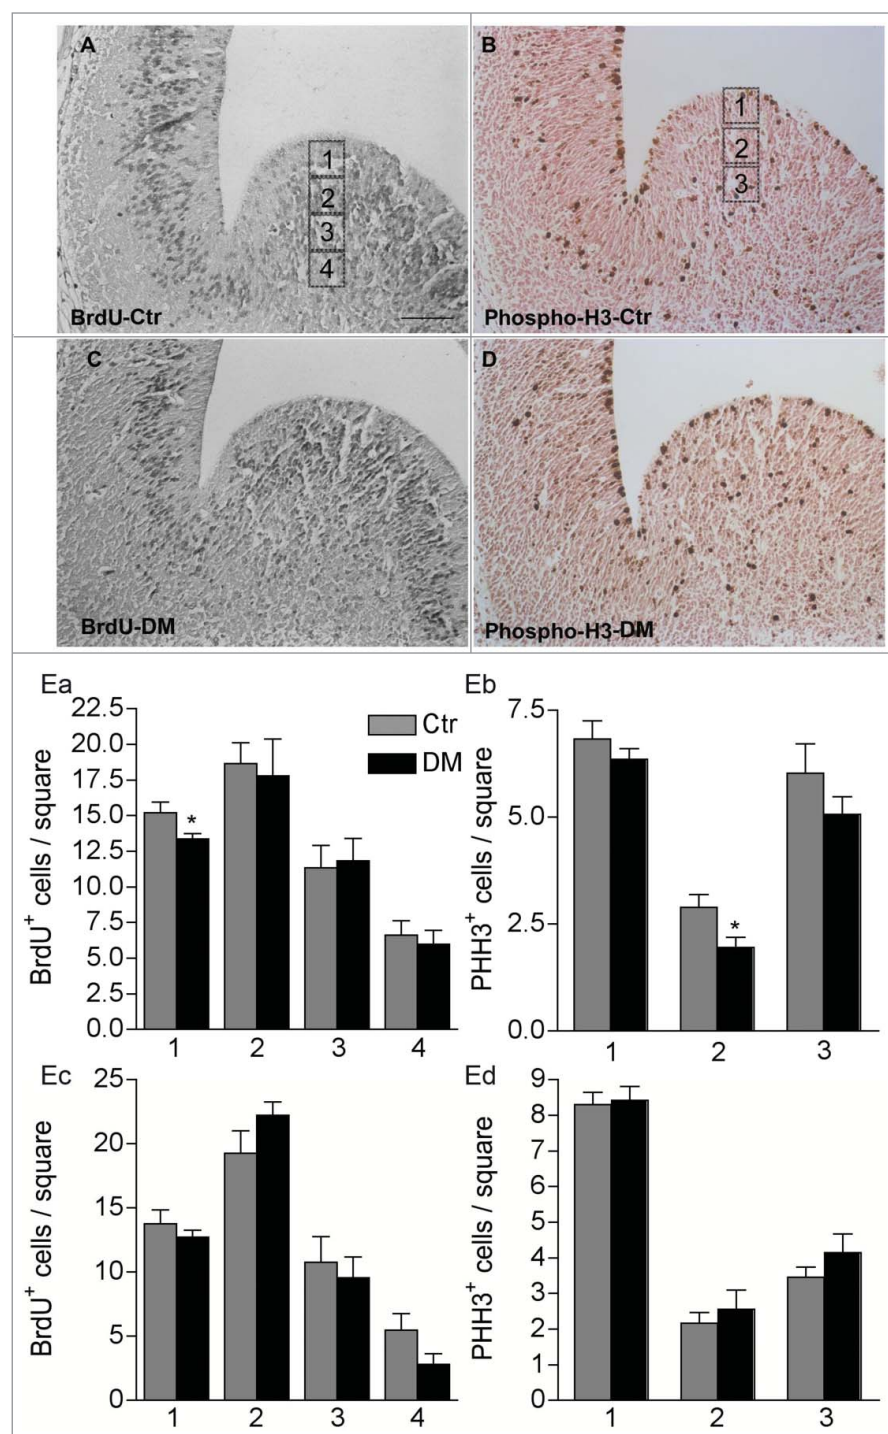 A
1
2
3
4
BrdU-Ctr
B
1
2
3
Phospho-H3-Ctr
C
BrdU-DM
D
Phospho-H3-DM
Ea
22.5
20.0
17.5
15.0
12.5
10.0
7.5
5.0
2.5
0.0
BrdU⁺ cells / square
*
Ctr
DM
1 2 3 4
Eb
7.5
5.0
2.5
0.0
PHH3⁺ cells / square
*
1 2 3
Ec
25
20
15
10
5
0
BrdU⁺ cells / square
1 2 3 4
Ed
9
8
7
6
5
4
3
2
1
0
PHH3⁺ cells / square
1 2 3